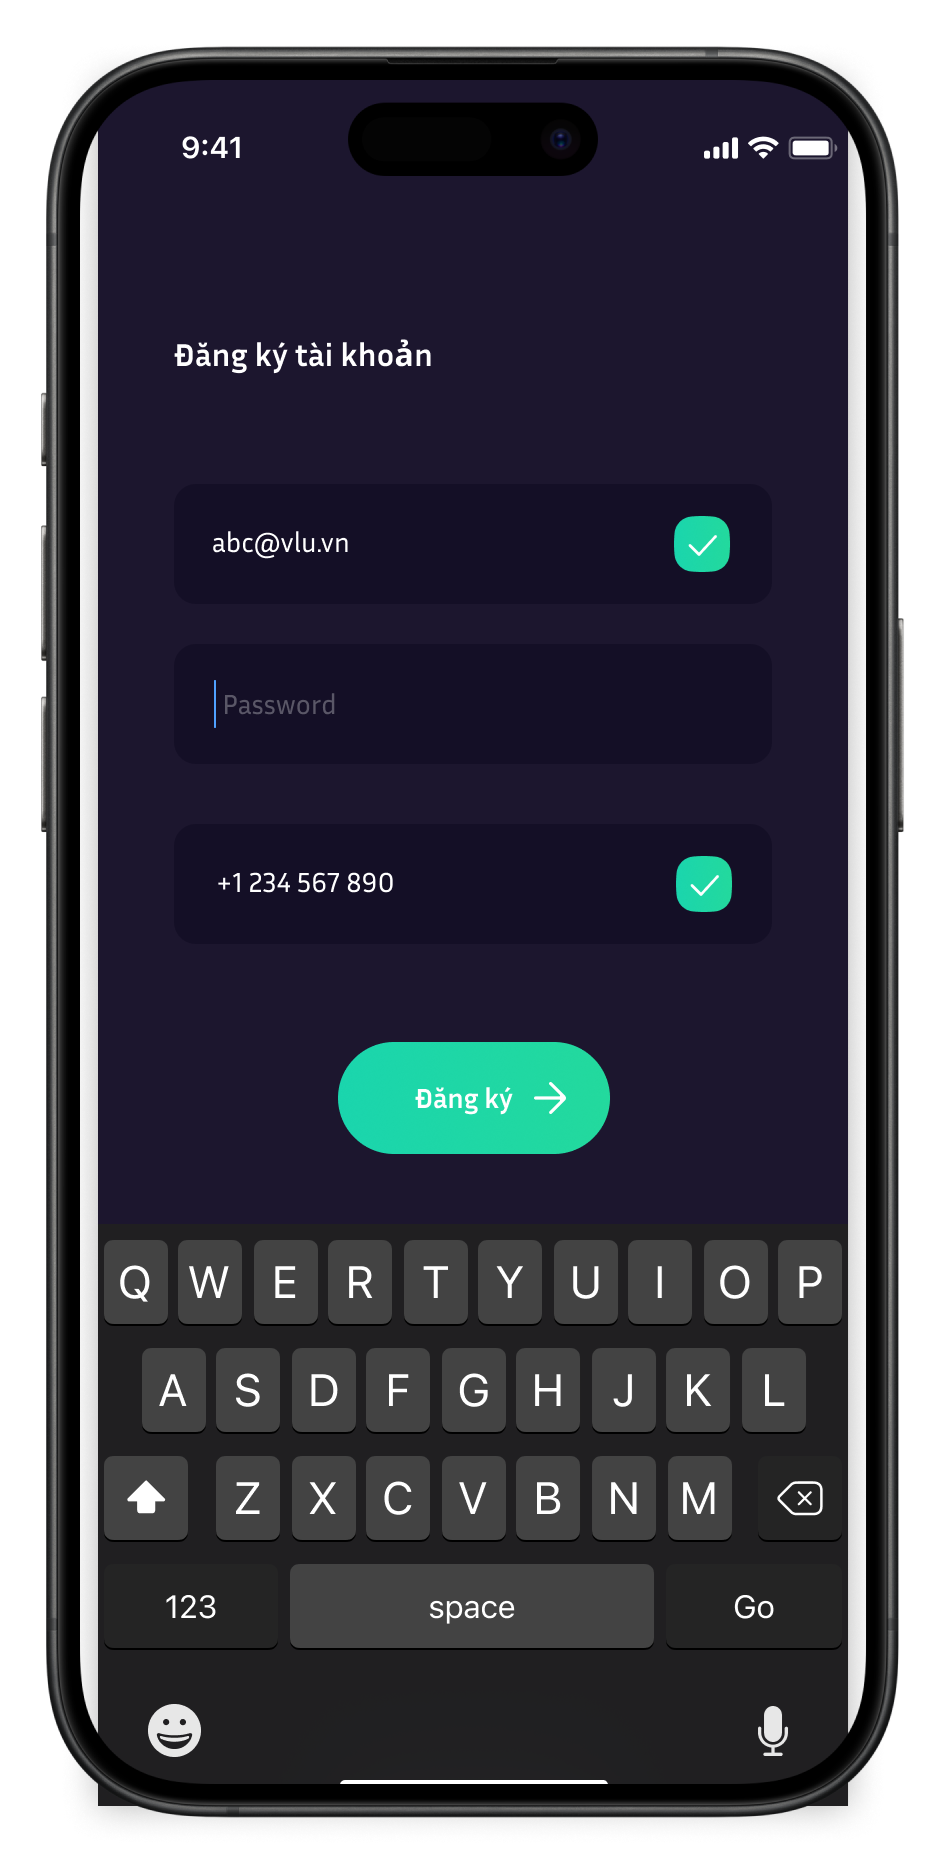 9:41
Đăng ký tài khoản
abc@vlu.vn
Password
+1 234 567 890
Đăng ký
Q W E R T Y U I O P
A S D F G H J K L
Z X C V B N M
123 space Go